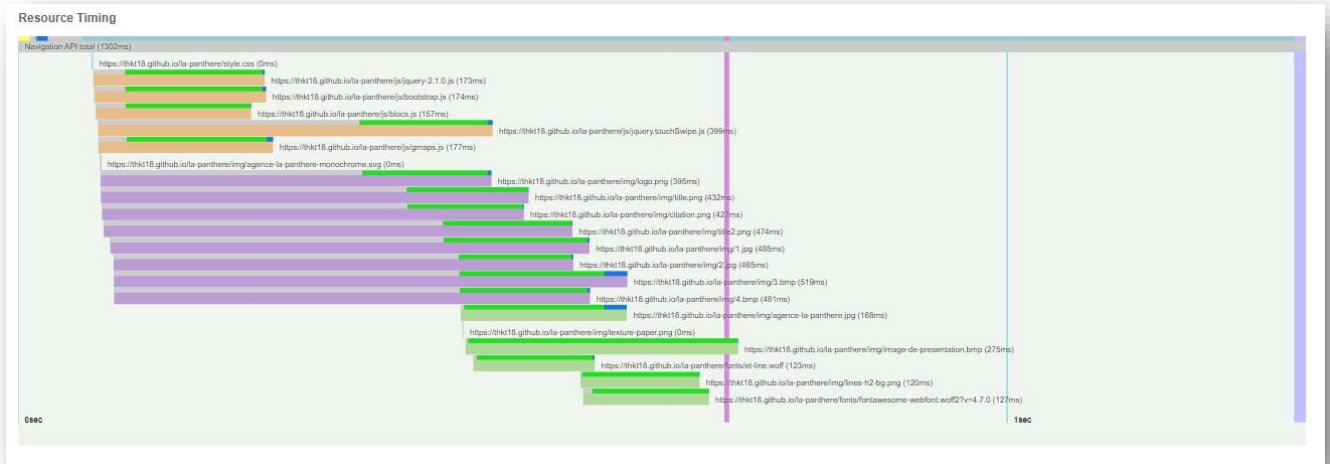 Resource Timing
Navigation API total (1302ms)
https://thkt18.github.io/la-panthere/style.css (0ms)
https://thkt18.github.io/la-panthere/js/jquery-2.1.0.js (173ms)
https://thkt18.github.io/la-panthere/js/bootstrap.js (174ms)
https://thkt18.github.io/la-panthere/js/blocs.js (157ms)
https://thkt18.github.io/la-panthere/js/jquery.touchSwipe.js (399ms)
https://thkt18.github.io/la-panthere/js/gmaps.js (177ms)
https://thkt18.github.io/la-panthere/img/agence-la-panthere-monochrome.svg (0ms)
https://thkt18.github.io/la-panthere/img/logo.png (395ms)
https://thkt18.github.io/la-panthere/img/title.png (432ms)
https://thkt18.github.io/la-panthere/img/citation.png (427ms)
https://thkt18.github.io/la-panthere/img/title2.png (474ms)
https://thkt18.github.io/la-panthere/img/1.jpg (485ms)
https://thkt18.github.io/la-panthere/img/2.jpg (465ms)
https://thkt18.github.io/la-panthere/img/3.bmp (519ms)
https://thkt18.github.io/la-panthere/img/4.bmp (481ms)
https://thkt18.github.io/la-panthere/img/agence-la-panthere.jpg (168ms)
https://thkt18.github.io/la-panthere/img/texture-paper.png (0ms)
https://thkt18.github.io/la-panthere/img/image-de-presentation.bmp (275ms)
https://thkt18.github.io/la-panthere/fonts/et-line.woff (123ms)
https://thkt18.github.io/la-panthere/img/lines-h2-bg.png (120ms)
https://thkt18.github.io/la-panthere/fonts/fontawesome-webfont.woff2?v=4.7.0 (127ms)
0sec 1sec